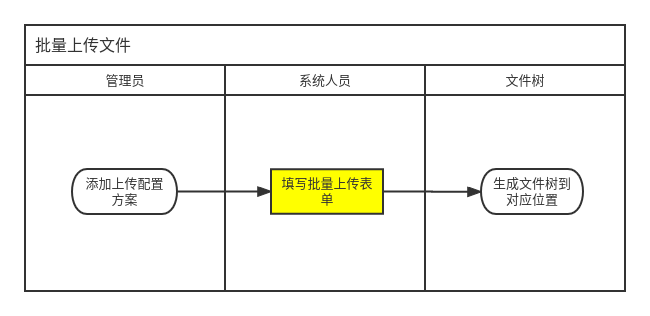 批量上传文件
管理员
系统人员
文件树
添加上传配置
方案
填写批量上传表
单
生成文件树到
对应位置